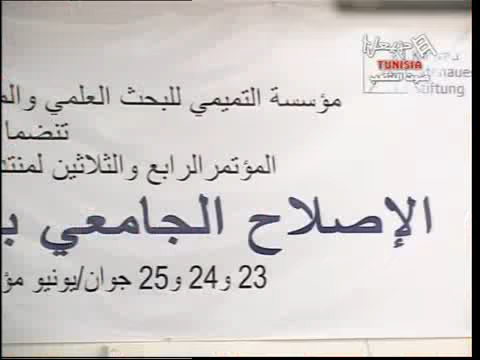 TUNISIA
مؤسسة التميمي للبحث العلمي والم
تنضما
المؤتمر الرابع والثلاثين لمنتد
الإصلاح الجامعي ب
23 و24 و25 جوان/يونيو مؤ